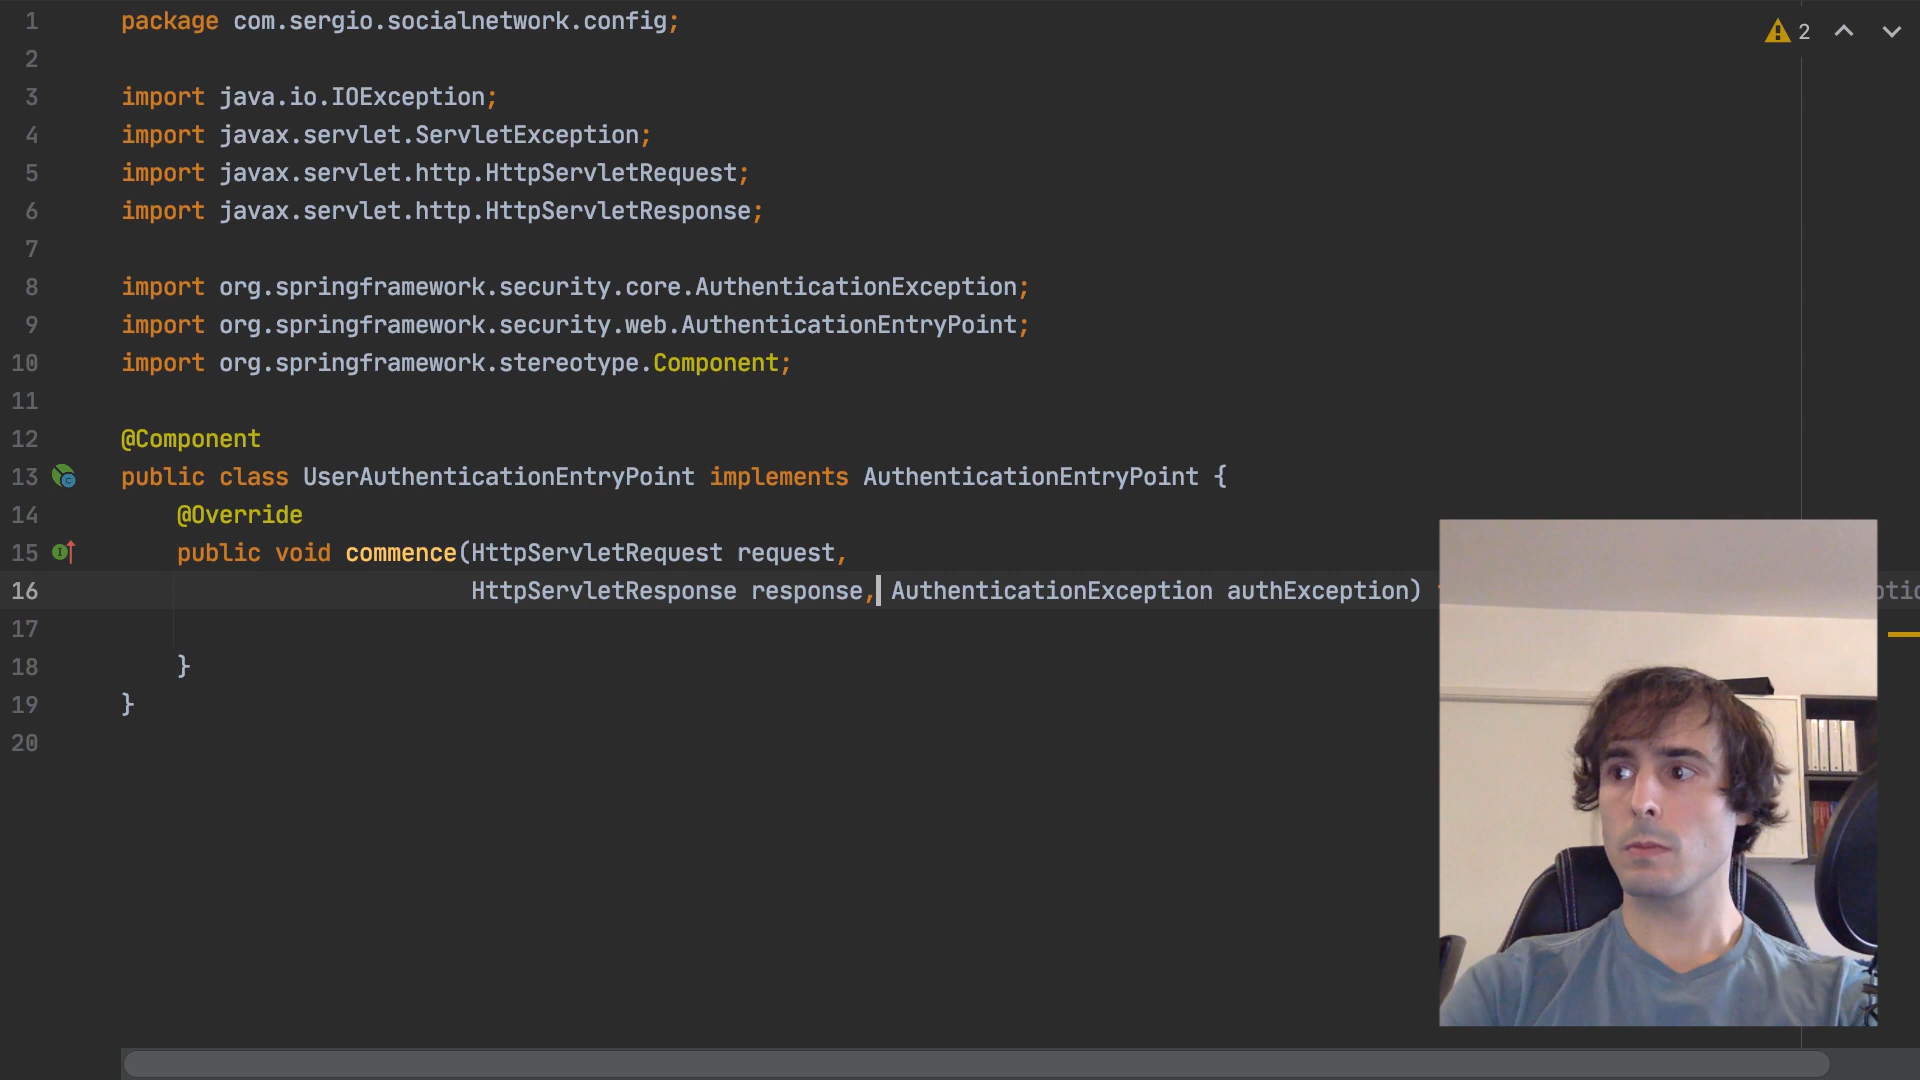 1 package com.sergio.socialnetwork.config;
2
3 import java.io.IOException;
4 import javax.servlet.ServletException;
5 import javax.servlet.http.HttpServletRequest;
6 import javax.servlet.http.HttpServletResponse;
7
8 import org.springframework.security.core.AuthenticationException;
9 import org.springframework.security.web.AuthenticationEntryPoint;
10 import org.springframework.stereotype.Component;
11
12 @Component
13 public class UserAuthenticationEntryPoint implements AuthenticationEntryPoint {
14 @Override
15 public void commence(HttpServletRequest request,
16 HttpServletResponse response, AuthenticationException authException)
17
18 }
19 }
20
2